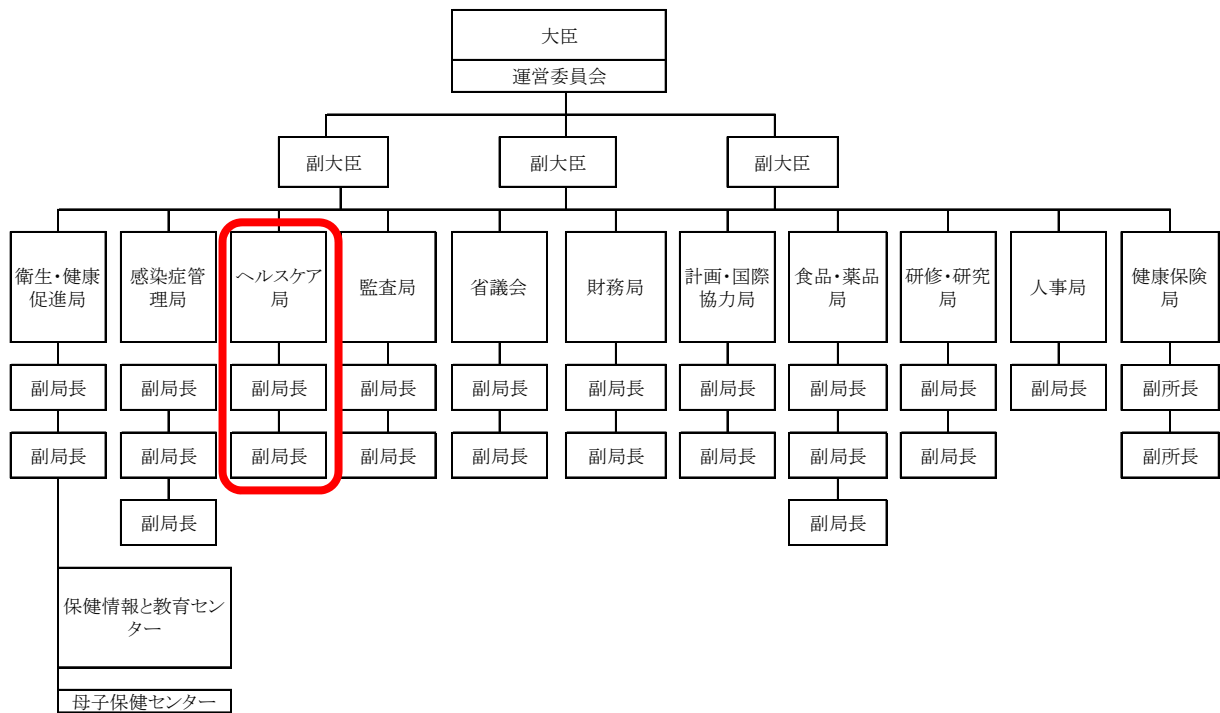 大臣
運営委員会
副大臣
副大臣
副大臣
衛生・健康
促進局
感染症管
理局
ヘルスケア
局
監査局
省議会
財務局
計画・国際
協力局
食品・薬品
局
研修・研究
局
人事局
健康保険
局
副局長
副局長
副局長
副局長
副局長
副局長
副局長
副局長
副局長
副局長
副所長
副局長
副局長
副局長
副局長
副局長
副局長
副局長
副局長
副局長
副所長
副局長
副局長
保健情報と教育セン
ター
母子保健センター